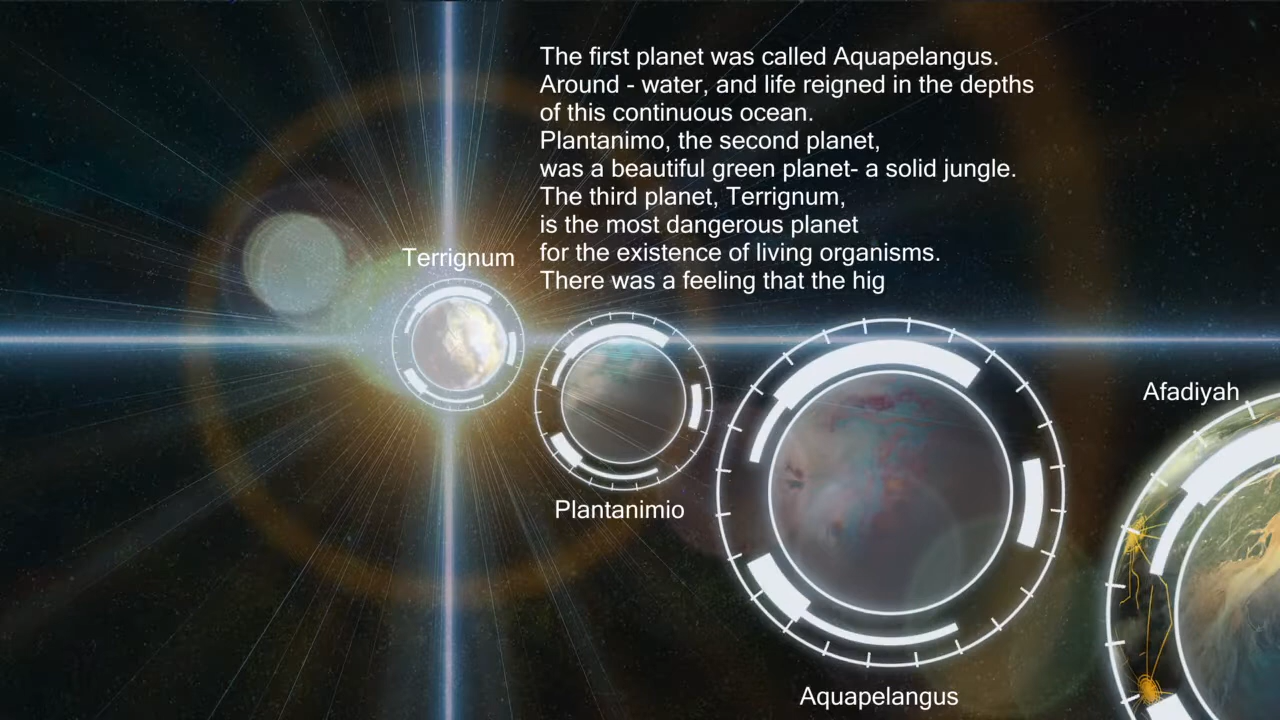 The first planet was called Aquapelangus.
Around - water, and life reigned in the depths
of this continuous ocean.
Plantanimo, the second planet,
was a beautiful green planet- a solid jungle.
The third planet, Terrignum,
is the most dangerous planet
for the existence of living organisms.
There was a feeling that the hig
Terrignum
Plantanimio
Aquapelangus
Afadiyah